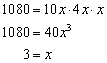 1080 = 10x · 4x · x
1080 = 40x³
3 = x